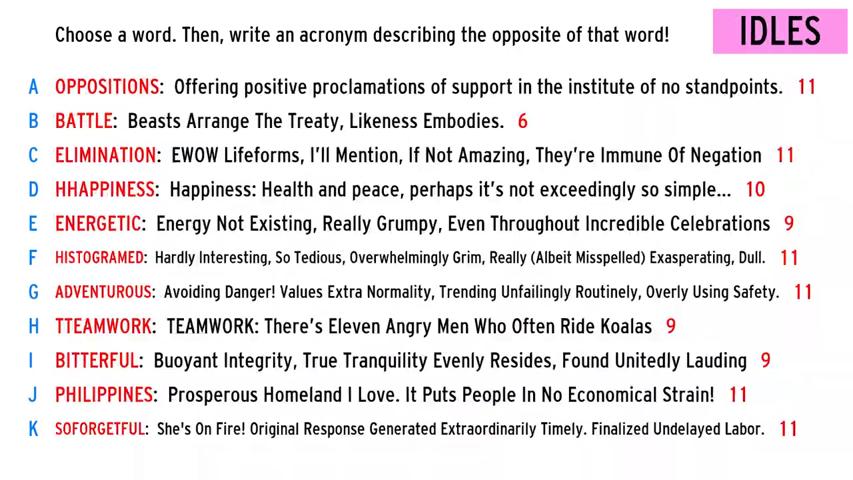 Choose a word. Then, write an acronym describing the opposite of that word!
IDLES
A OPPOSITIONS: Offering positive proclamations of support in the institute of no standpoints. 11
B BATTLE: Beasts Arrange The Treaty, Likeness Embodies. 6
C ELIMINATION: EWOW Lifeforms, I'll Mention, If Not Amazing, They're Immune Of Negation 11
D HHAPPINESS: Happiness: Health and peace, perhaps it's not exceedingly so simple... 10
E ENERGETIC: Energy Not Existing, Really Grumpy, Even Throughout Incredible Celebrations 9
F HISTOGRAMED: Hardly Interesting, So Tedious, Overwhelmingly Grim, Really (Albeit Misspelled) Exasperating, Dull. 11
G ADVENTUROUS: Avoiding Danger! Values Extra Normality, Trending Unfailingly Routinely, Overly Using Safety. 11
H TTEAMWORK: TEAMWORK: There's Eleven Angry Men Who Often Ride Koalas 9
I BITTERFUL: Buoyant Integrity, True Tranquility Evenly Resides, Found Unitedly Lauding 9
J PHILIPPINES: Prosperous Homeland I Love. It Puts People In No Economical Strain! 11
K SOFORGETFUL: She's On Fire! Original Response Generated Extraordinarily Timely. Finalized Undelayed Labor. 11